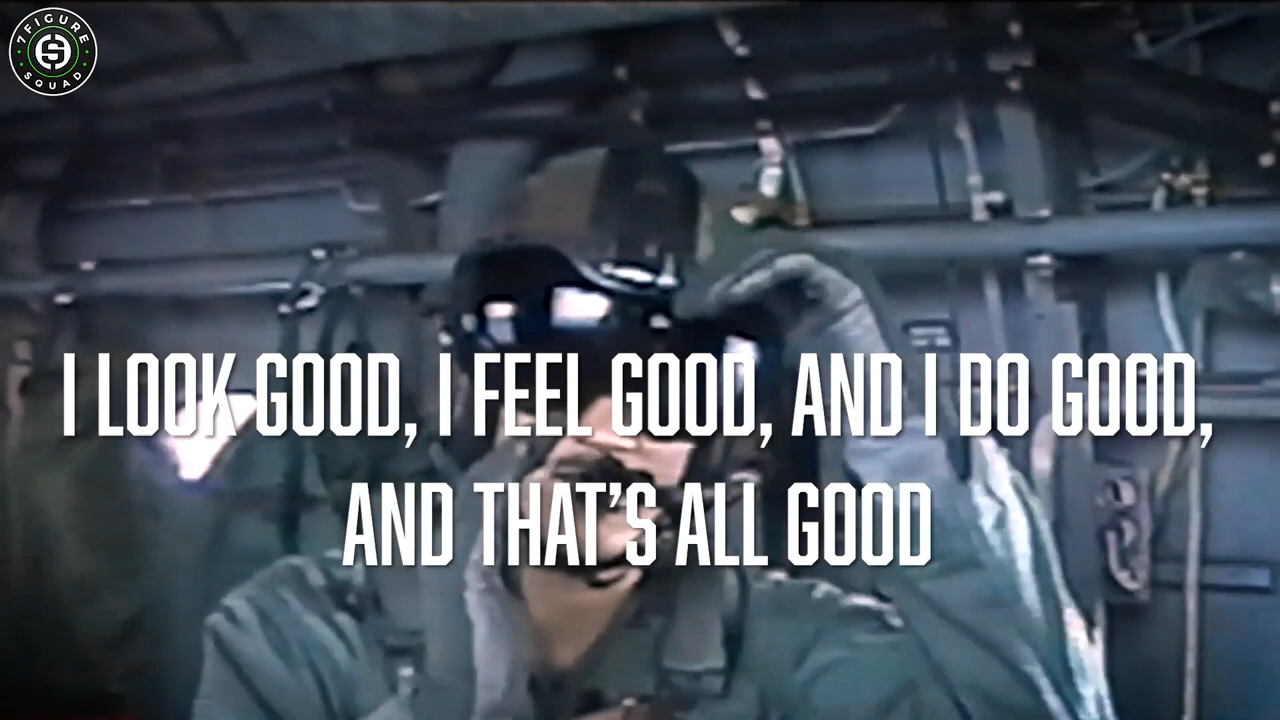 7FIGURE
SQUAD
I LOOK GOOD, I FEEL GOOD, AND I DO GOOD,
AND THAT'S ALL GOOD